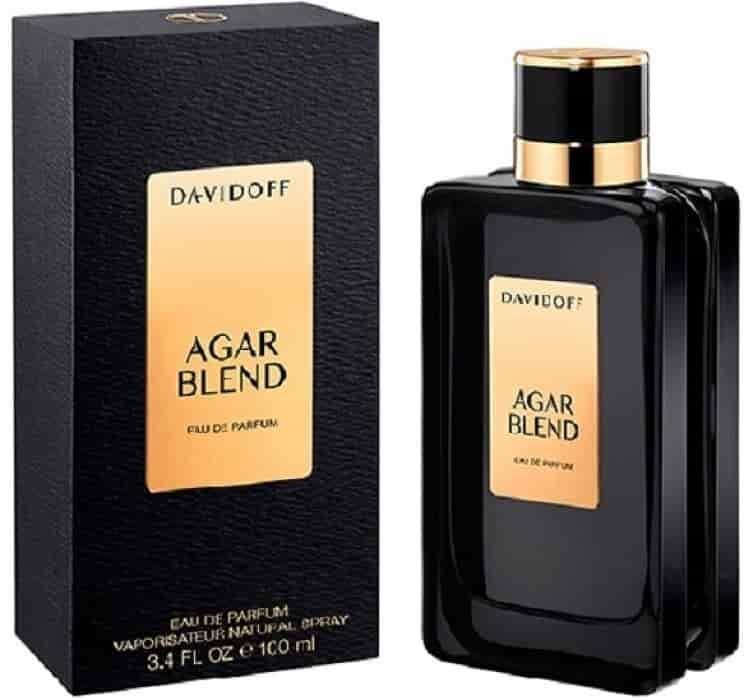 DAVIDOFF
AGAR
BLEND
EAU DE PARFUM
EAU DE PARFUM
VAPORISATEUR NATURAL SPRAY
3.4 FL OZ e 100 ml
DAVIDOFF
AGAR
BLEND
EAU DE PARFUM